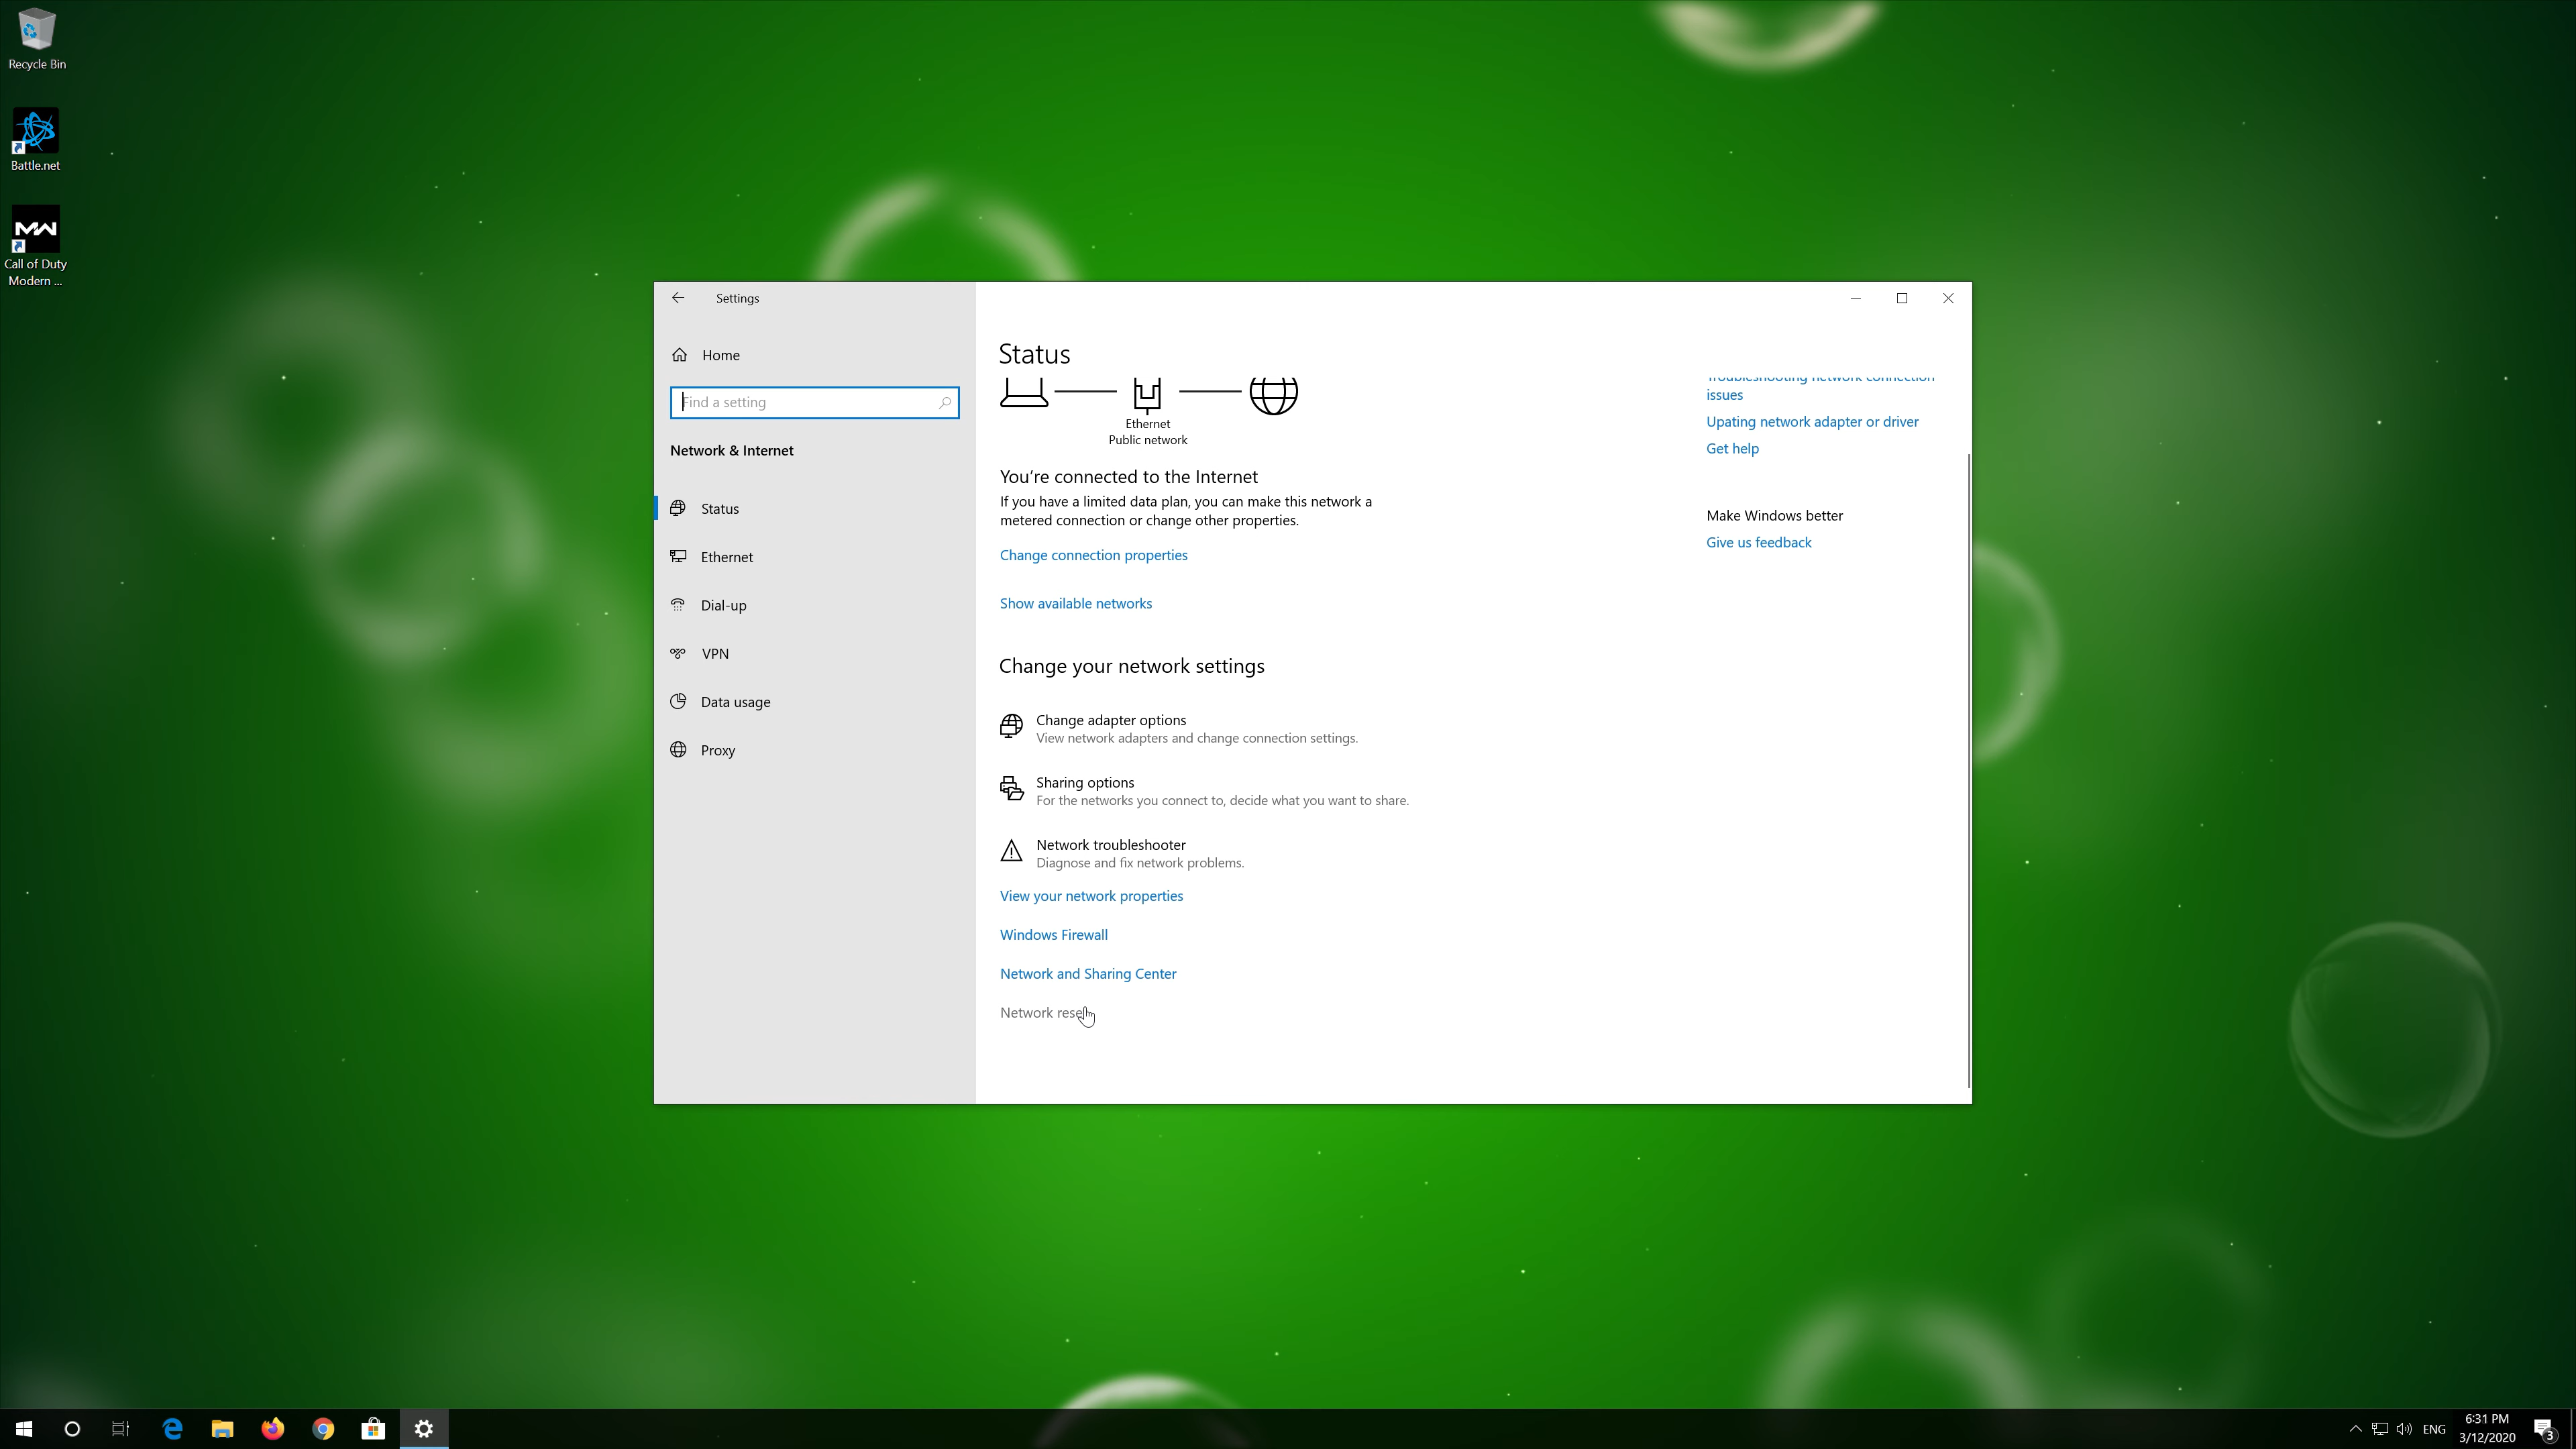 Recycle Bin
Battle.net
MW
Call of Duty
Modern ...
Settings
Home
Find a setting
Network & Internet
Status
Ethernet
Dial-up
VPN
Data usage
Proxy
Status
Ethernet
Public network
You're connected to the Internet
If you have a limited data plan, you can make this network a
metered connection or change other properties.
Change connection properties
Show available networks
Change your network settings
Change adapter options
View network adapters and change connection settings.
Sharing options
For the networks you connect to, decide what you want to share.
Network troubleshooter
Diagnose and fix network problems.
View your network properties
Windows Firewall
Network and Sharing Center
Network reset
Troubleshooting network connection
issues
Upating network adapter or driver
Get help
Make Windows better
Give us feedback
ENG
6:31 PM
3/12/2020
3